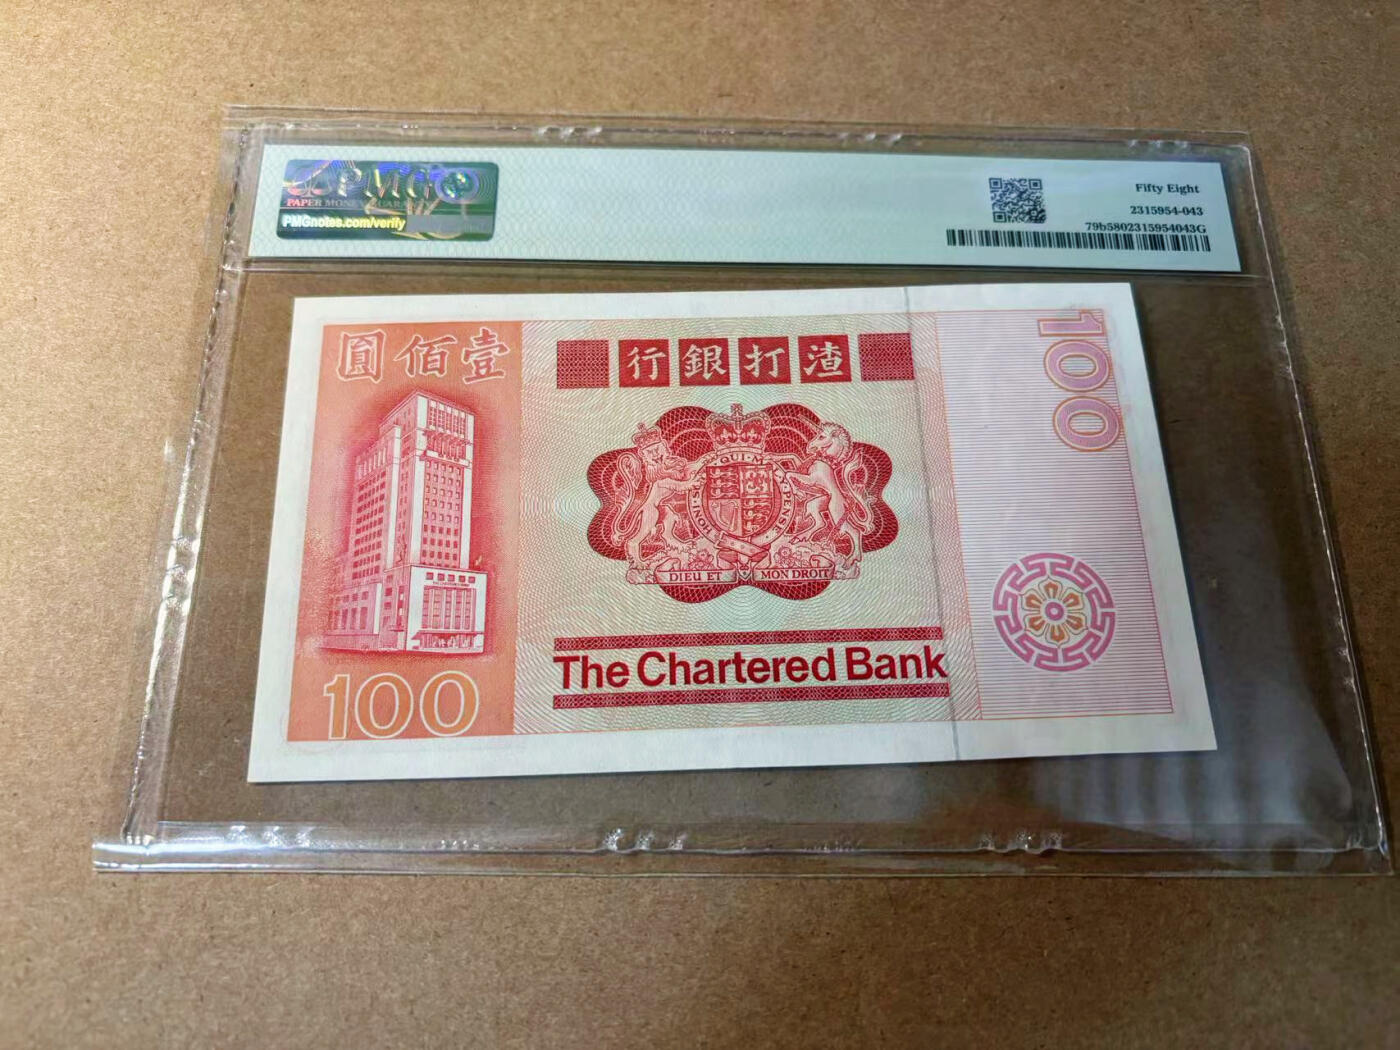 PMG
PAPER MONEY GUARANTY
PMGnotes.com/verify
Fifty Eight
2315954-043
79b5802315954043G
圓佰壹
行銀打渣
100
QUI·M
DIEU ET MON DROIT
The Chartered Bank
100